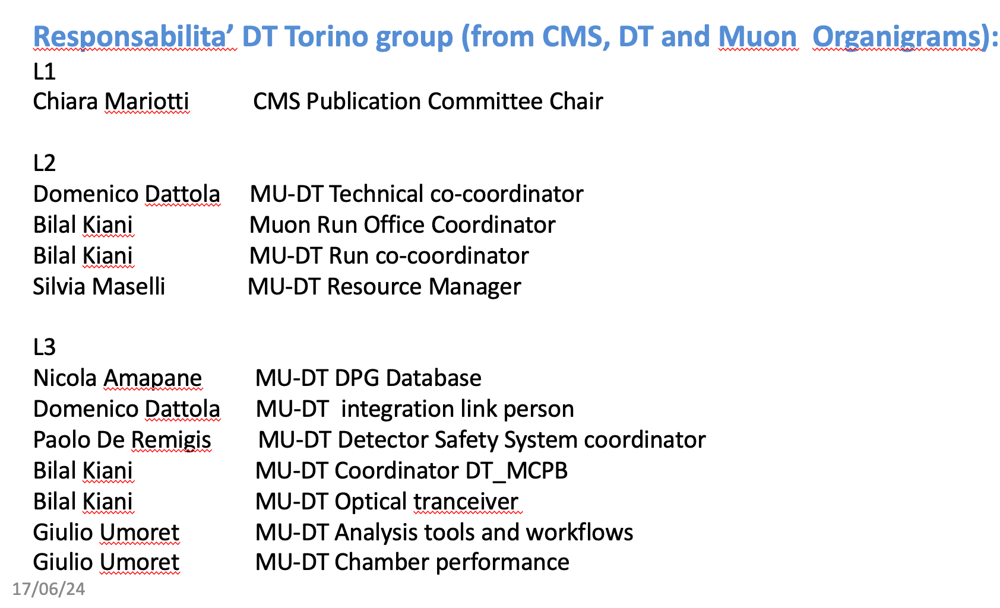 Responsabilita’ DT Torino group (from CMS, DT and Muon  Organigrams):
L1
Chiara Mariotti CMS Publication Committee Chair
L2
Domenico Dattola MU-DT Technical co-coordinator
Bilal Kiani Muon Run Office Coordinator
Bilal Kiani MU-DT Run co-coordinator
Silvia Maselli MU-DT Resource Manager
L3
Nicola Amapane MU-DT DPG Database
Domenico Dattola MU-DT  integration link person
Paolo De Remigis MU-DT Detector Safety System coordinator
Bilal Kiani MU-DT Coordinator DT_MCPB
Bilal Kiani MU-DT Optical tranceiver
Giulio Umoret MU-DT Analysis tools and workflows
Giulio Umoret MU-DT Chamber performance
17/06/24